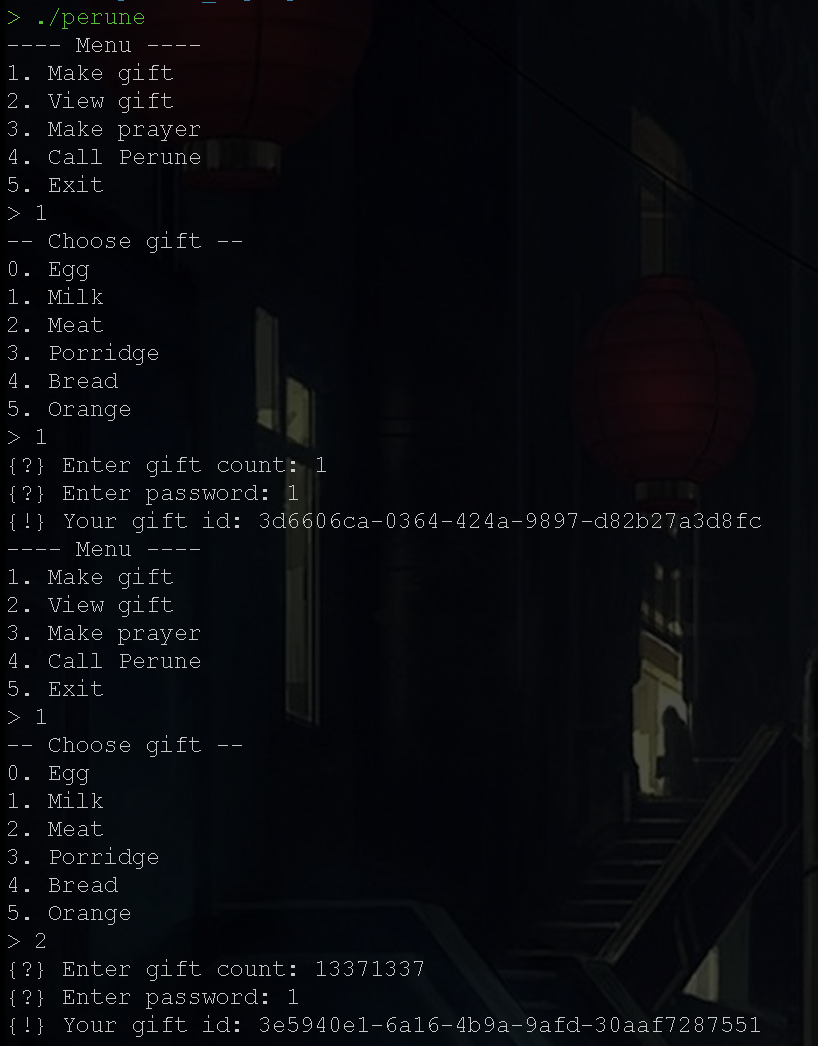 > ./perune
---- Menu ----
1. Make gift
2. View gift
3. Make prayer
4. Call Perune
5. Exit
> 1
-- Choose gift --
0. Egg
1. Milk
2. Meat
3. Porridge
4. Bread
5. Orange
> 1
{?} Enter gift count: 1
{?} Enter password: 1
{!} Your gift id: 3d6606ca-0364-424a-9897-d82b27a3d8fc
---- Menu ----
1. Make gift
2. View gift
3. Make prayer
4. Call Perune
5. Exit
> 1
-- Choose gift --
0. Egg
1. Milk
2. Meat
3. Porridge
4. Bread
5. Orange
> 2
{?} Enter gift count: 13371337
{?} Enter password: 1
{!} Your gift id: 3e5940e1-6a16-4b9a-9afd-30aaf7287551